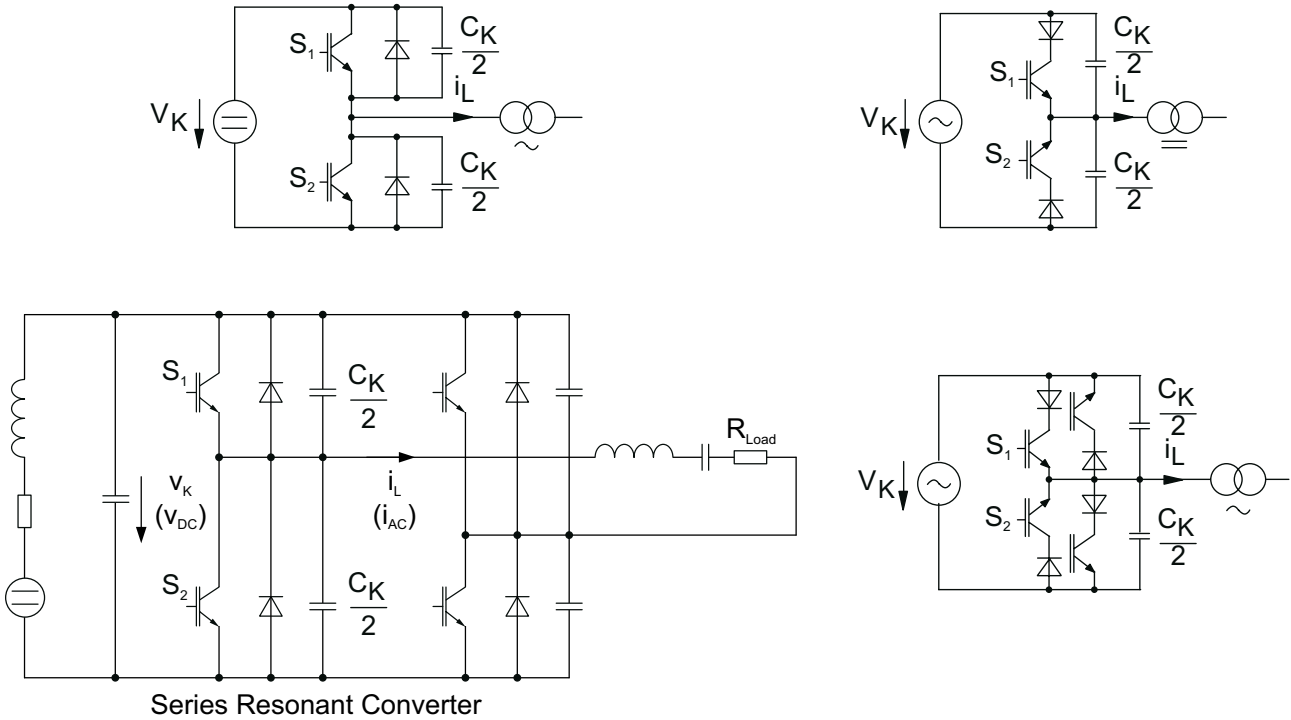 S1
CK
2
iL
VK
S2
CK
2
CK
2
S1
iL
VK
S2
CK
2
S1
CK
2
RLoad
vK
(vDC)
iL
(iAC)
S2
CK
2
Series Resonant Converter
CK
2
S1
iL
VK
S2
CK
2